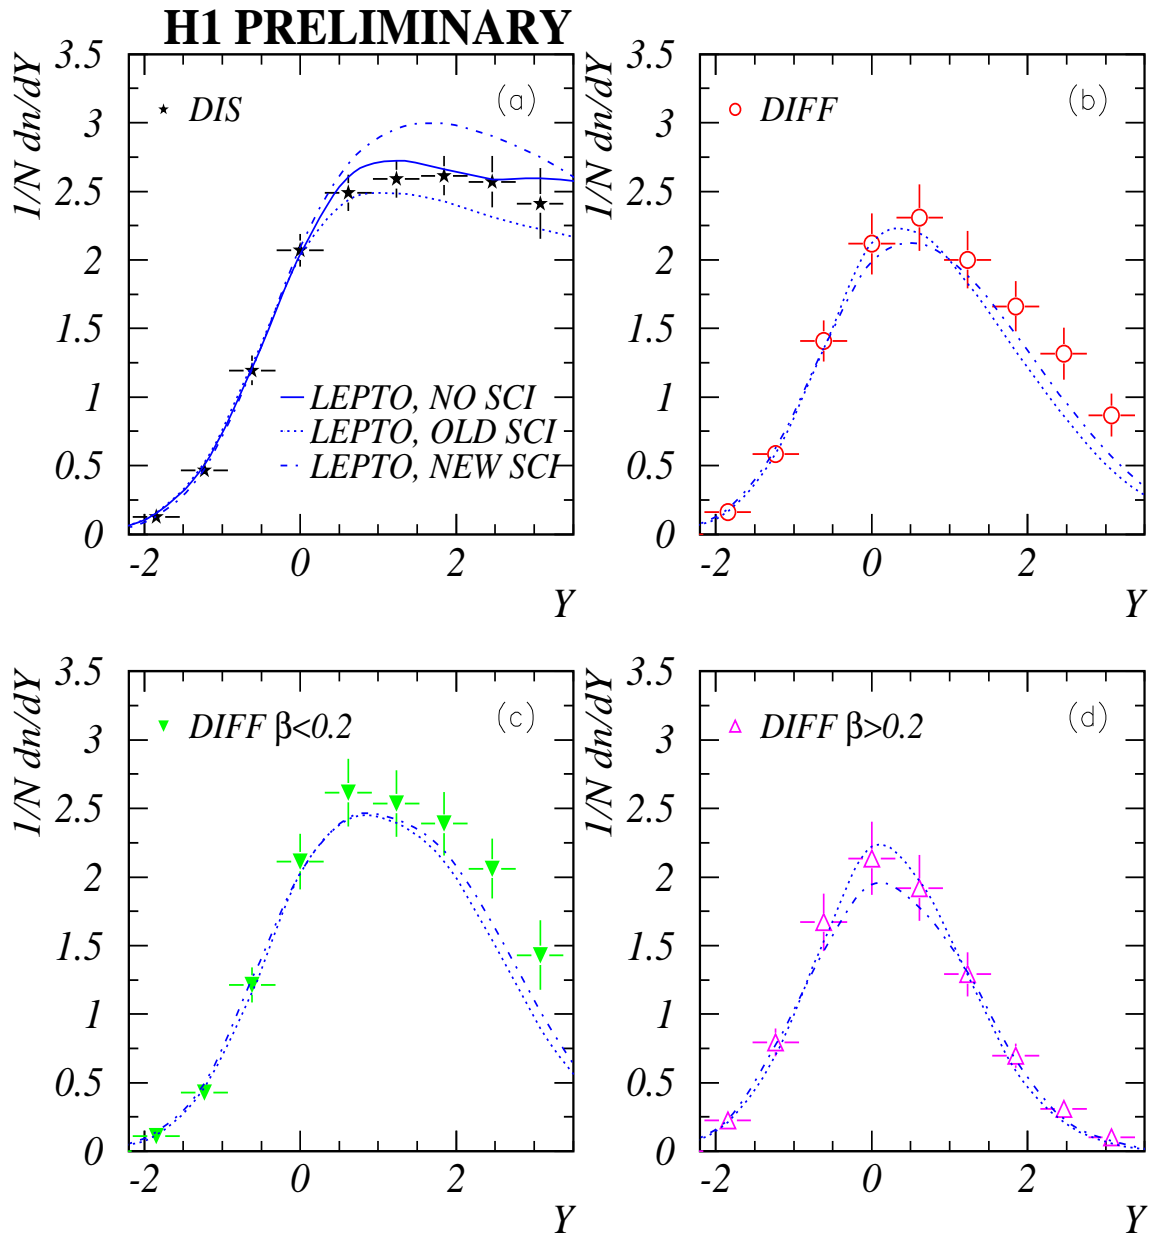 H1 PRELIMINARY
1/N dn/dY
3.5
3
2.5
2
1.5
1
0.5
0
-2
0
2
Y
DIS
(a)
LEPTO, NO SCI
LEPTO, OLD SCI
LEPTO, NEW SCI
1/N dn/dY
3.5
3
2.5
2
1.5
1
0.5
0
-2
0
2
Y
DIFF
(b)
1/N dn/dY
3.5
3
2.5
2
1.5
1
0.5
0
-2
0
2
Y
DIFF β<0.2
(c)
1/N dn/dY
3.5
3
2.5
2
1.5
1
0.5
0
-2
0
2
Y
DIFF β>0.2
(d)